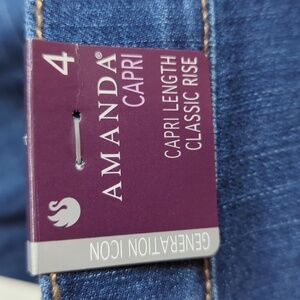 4
AMANDA®
CAPRI
CAPRI LENGTH
CLASSIC RISE
GENERATION ICON